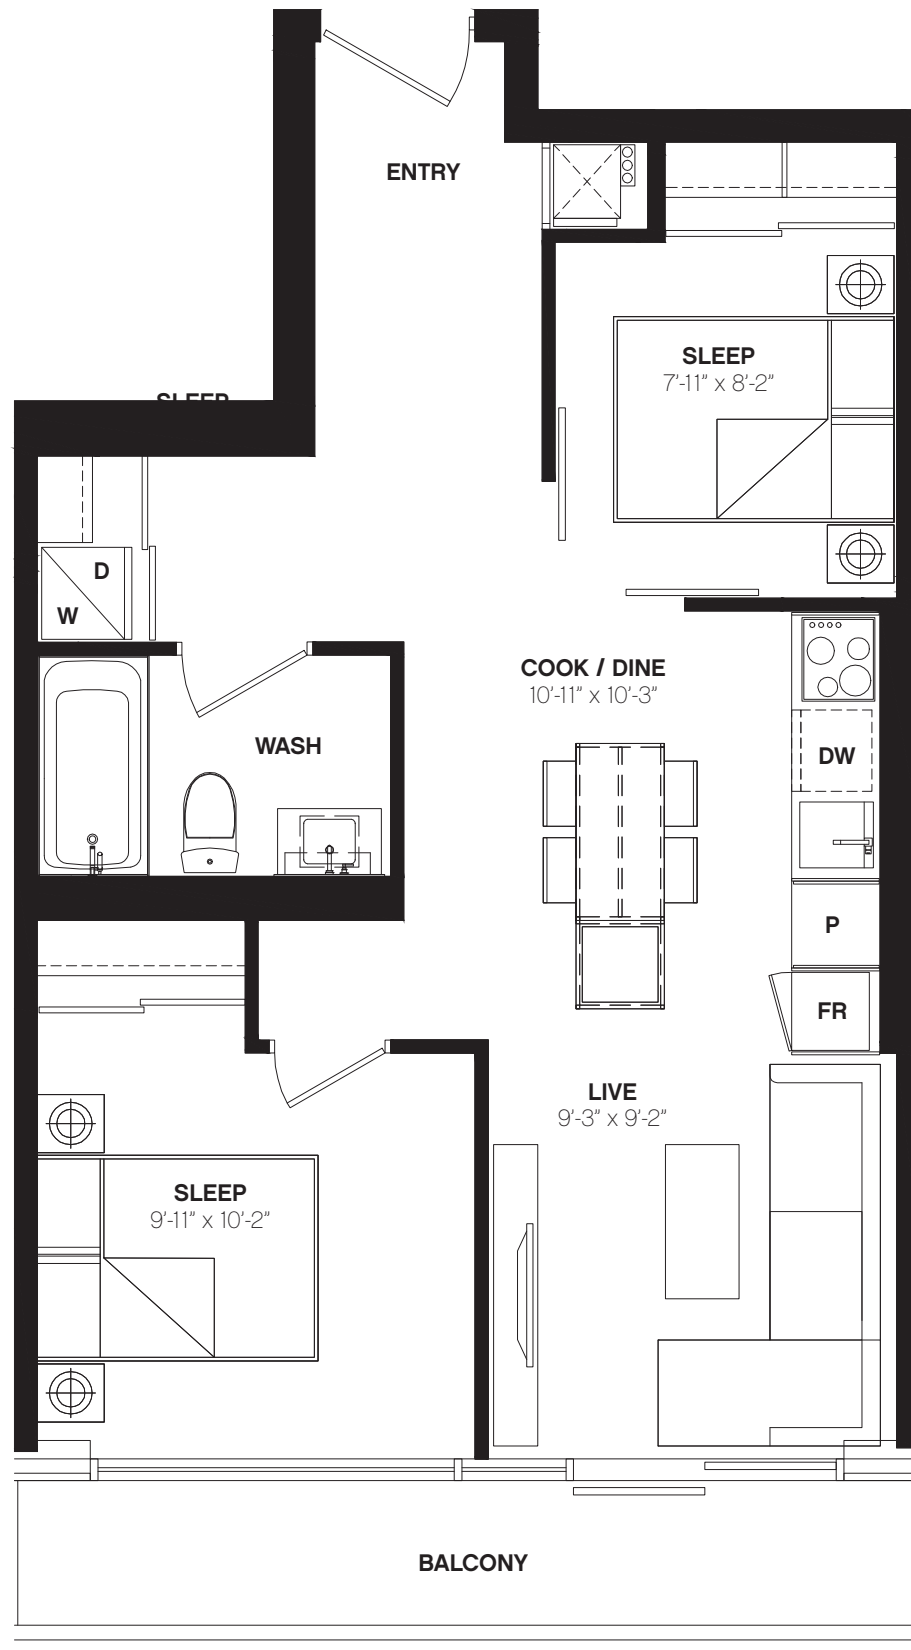 ENTRY
SLEEP
7'-11" x 8'-2"
SLEEP
D
W
COOK / DINE
10'-11" x 10'-3"
WASH
DW
P
FR
LIVE
9'-3" x 9'-2"
SLEEP
9'-11" x 10'-2"
BALCONY